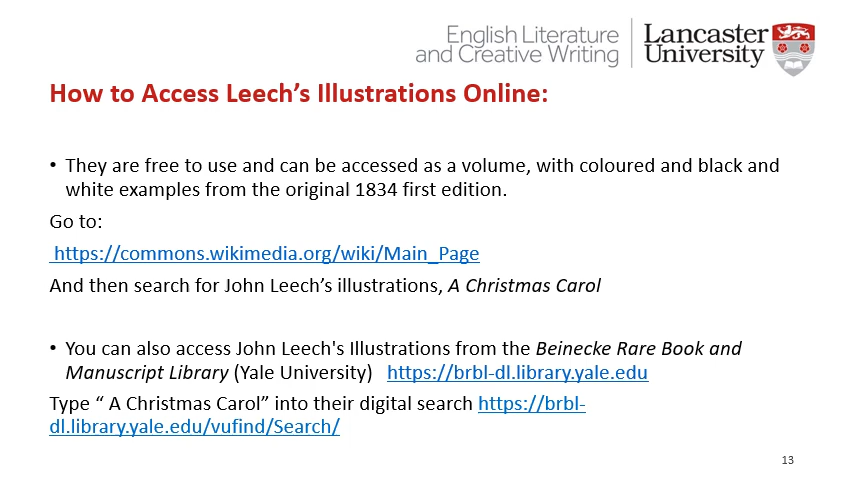 English Literature
and Creative Writing
Lancaster
University
How to Access Leech’s Illustrations Online:
• They are free to use and can be accessed as a volume, with coloured and black and
white examples from the original 1834 first edition.
Go to:
https://commons.wikimedia.org/wiki/Main_Page
And then search for John Leech’s illustrations, A Christmas Carol
• You can also access John Leech's Illustrations from the Beinecke Rare Book and
Manuscript Library (Yale University) https://brbl-dl.library.yale.edu
Type “ A Christmas Carol” into their digital search https://brbl-
dl.library.yale.edu/vufind/Search/
13